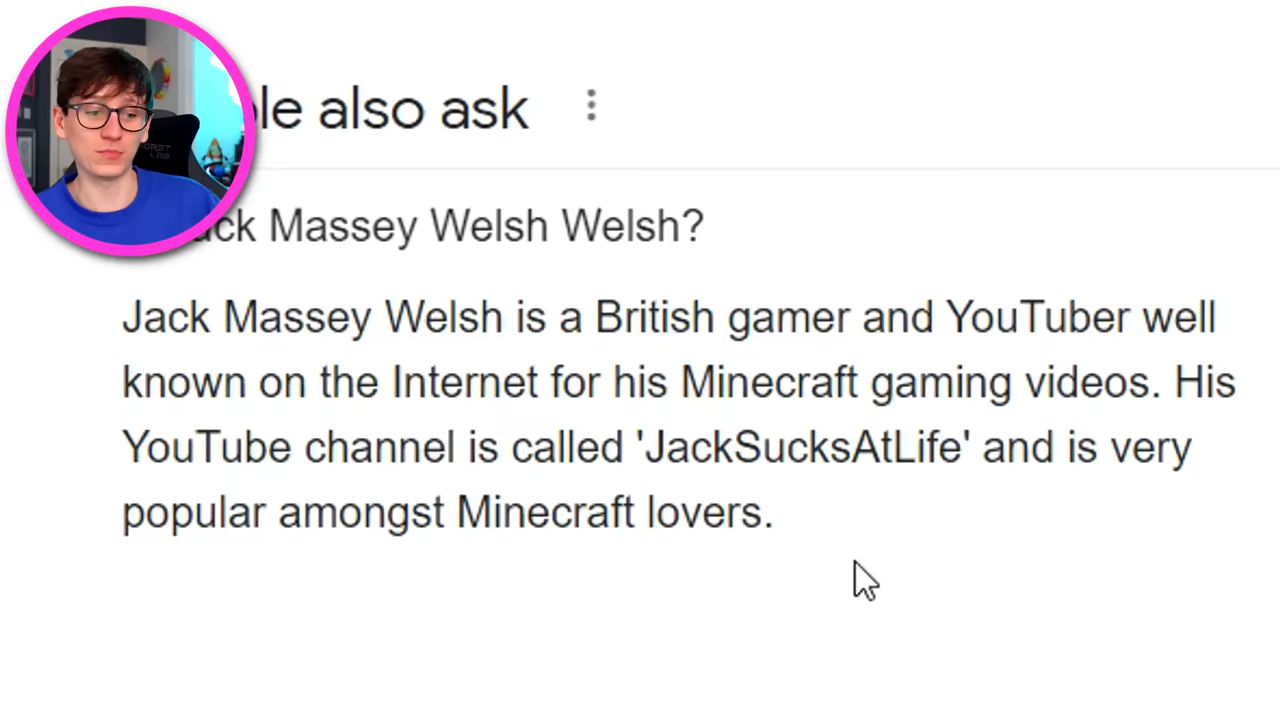 le also ask
ck Massey Welsh Welsh?
Jack Massey Welsh is a British gamer and YouTuber well
known on the Internet for his Minecraft gaming videos. His
YouTube channel is called 'JackSucksAtLife' and is very
popular amongst Minecraft lovers.